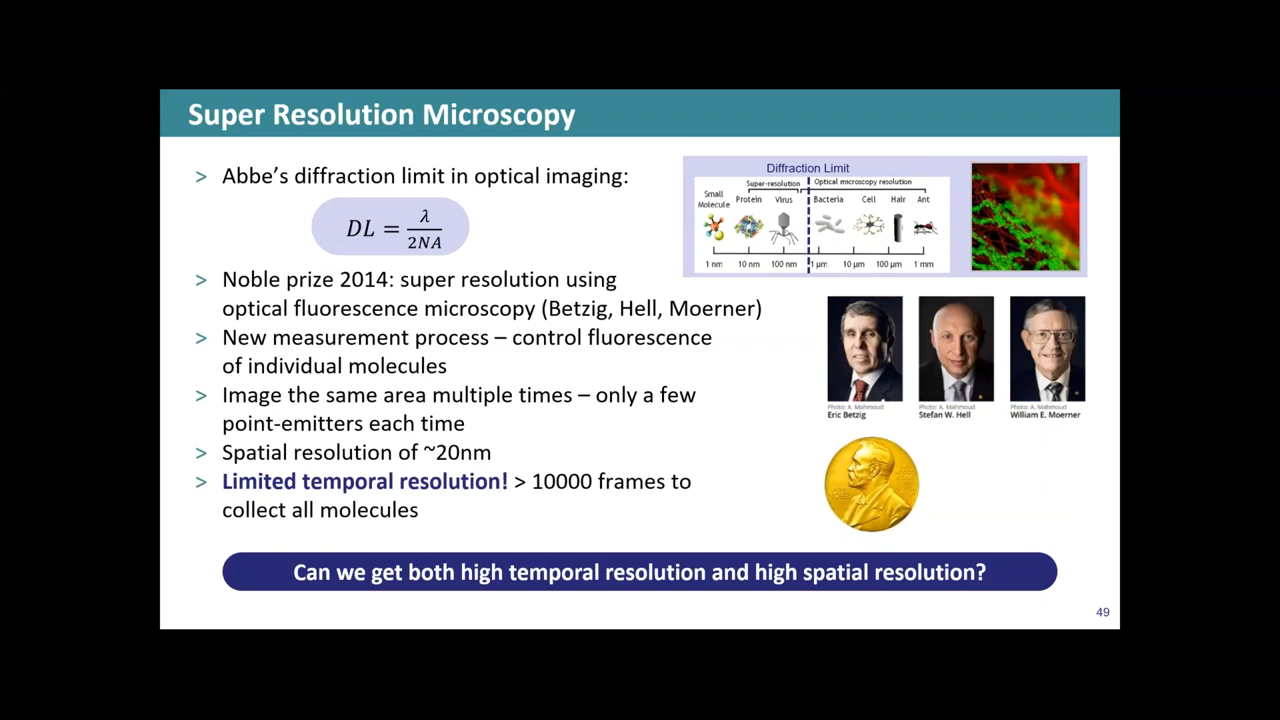 Super Resolution Microscopy
> Abbe's diffraction limit in optical imaging:
DL = λ / 2NA
> Noble prize 2014: super resolution using
optical fluorescence microscopy (Betzig, Hell, Moerner)
> New measurement process – control fluorescence
of individual molecules
> Image the same area multiple times – only a few
point-emitters each time
> Spatial resolution of ~20nm
> Limited temporal resolution! > 10000 frames to
collect all molecules
Diffraction Limit
Super-resolution Optical microscopy resolution
Small
Molecule Protein Virus Bacteria Cell Hair Ant
1 nm 10 nm 100 nm 1 μm 10 μm 100 μm 1 mm
Photo: A. Mahmoud Photo: A. Mahmoud Photo: A. Mahmoud
Eric Betzig Stefan W. Hell William E. Moerner
Can we get both high temporal resolution and high spatial resolution?
49